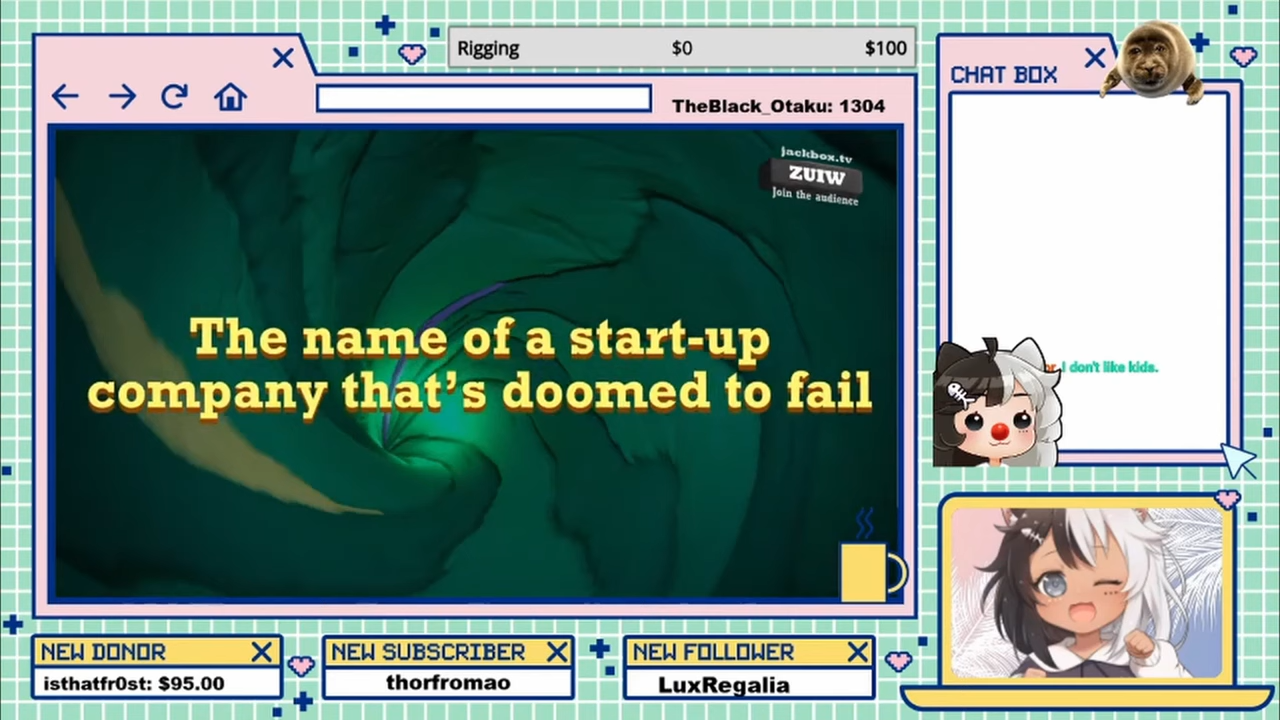 Rigging $0 $100
CHAT BOX
TheBlack_Otaku: 1304
jackbox.tv
ZUIW
Join the audience
The name of a start-up
company that's doomed to fail
I don't like kids.
NEW DONOR
isthatfr0st: $95.00
NEW SUBSCRIBER
thorfromao
NEW FOLLOWER
LuxRegalia